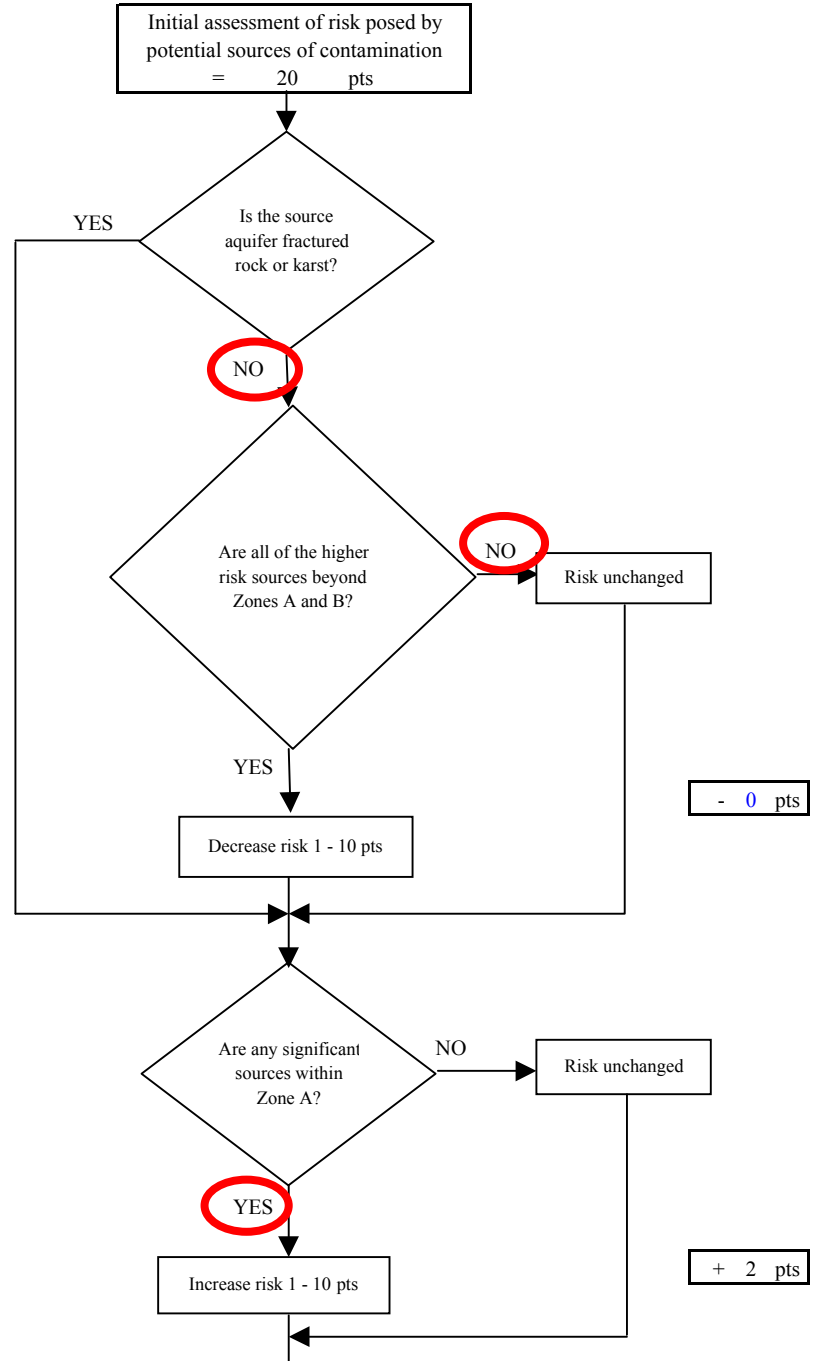 Initial assessment of risk posed by
potential sources of contamination
= 20 pts
YES
Is the source
aquifer fractured
rock or karst?
NO
Are all of the higher
risk sources beyond
Zones A and B?
NO
Risk unchanged
YES
- 0 pts
Decrease risk 1 - 10 pts
Are any significant
sources within
Zone A?
NO
Risk unchanged
YES
+ 2 pts
Increase risk 1 - 10 pts